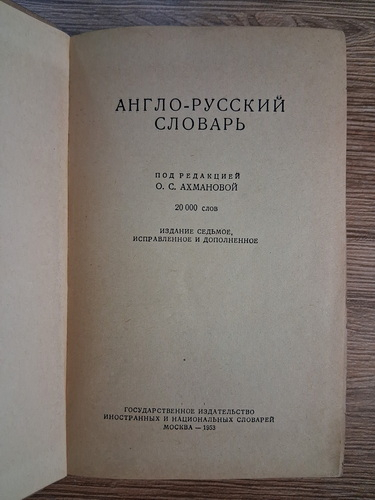 АНГЛО-РУССКИЙ
СЛОВАРЬ
ПОД РЕДАКЦИЕЙ
О. С. АХМАНОВОЙ
20 000 слов
ИЗДАНИЕ СЕДЬМОЕ,
ИСПРАВЛЕННОЕ И ДОПОЛНЕННОЕ
ГОСУДАРСТВЕННОЕ ИЗДАТЕЛЬСТВО
ИНОСТРАННЫХ И НАЦИОНАЛЬНЫХ СЛОВАРЕЙ
МОСКВА — 1953